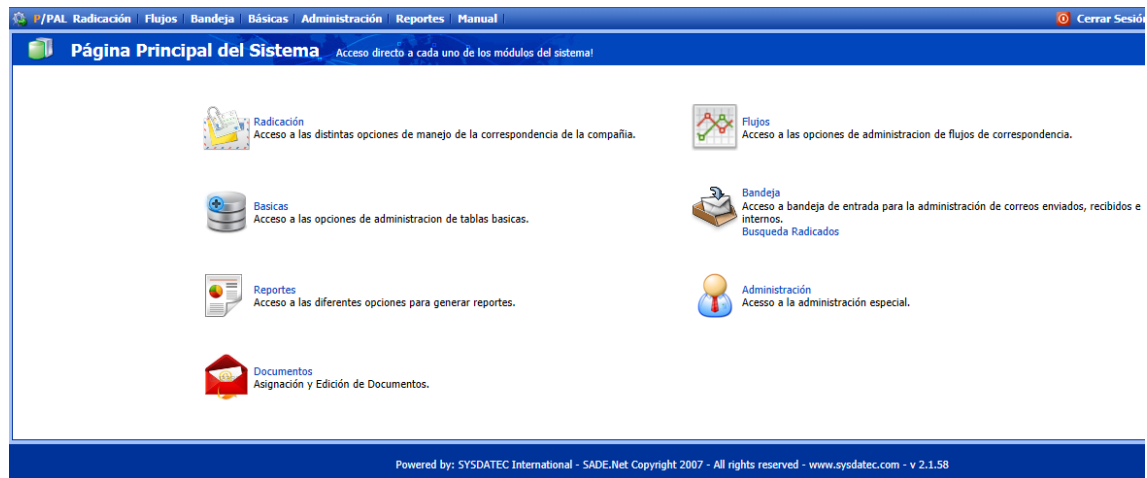 P/PAL Radicación Flujos Bandeja Básicas Administración Reportes Manual Cerrar Sesión
Página Principal del Sistema Acceso directo a cada uno de los módulos del sistema!
Radicación
Acceso a las distintas opciones de manejo de la correspondencia de la compañia.
Flujos
Acceso a las opciones de administracion de flujos de correspondencia.
Basicas
Acceso a las opciones de administracion de tablas basicas.
Bandeja
Acceso a bandeja de entrada para la administración de correos enviados, recibidos e
internos.
Busqueda Radicados
Reportes
Acceso a las diferentes opciones para generar reportes.
Administración
Acesso a la administración especial.
Documentos
Asignación y Edición de Documentos.
Powered by: SYSDATEC International - SADE.Net Copyright 2007 - All rights reserved - www.sysdatec.com - v 2.1.58